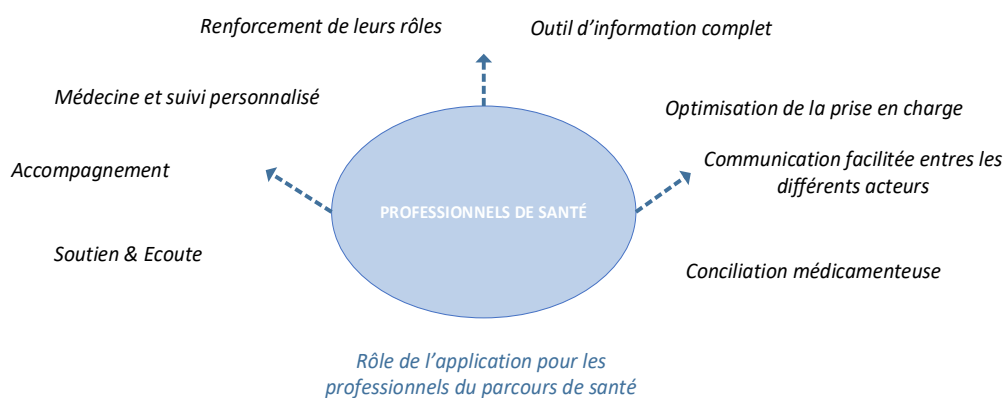 Renforcement de leurs rôles
Outil d’information complet
Médecine et suivi personnalisé
Optimisation de la prise en charge
Accompagnement
Communication facilitée entres les
différents acteurs
PROFESSIONNELS DE SANTÉ
Soutien & Ecoute
Conciliation médicamenteuse
Rôle de l’application pour les
professionnels du parcours de santé